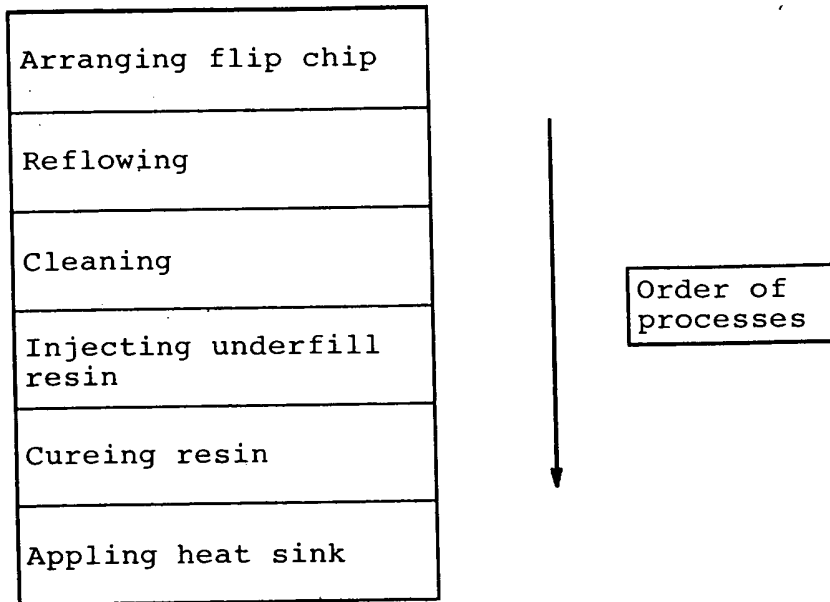 Arranging flip chip
Reflowing
Cleaning
Injecting underfill
resin
Cureing resin
Appling heat sink
Order of
processes